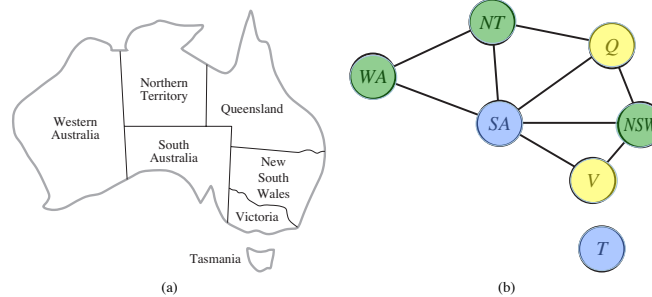 Western
Australia
Northern
Territory
South
Australia
Queensland
New
South
Wales
Victoria
Tasmania
(a)
NT
Q
WA
SA
NSW
V
T
(b)